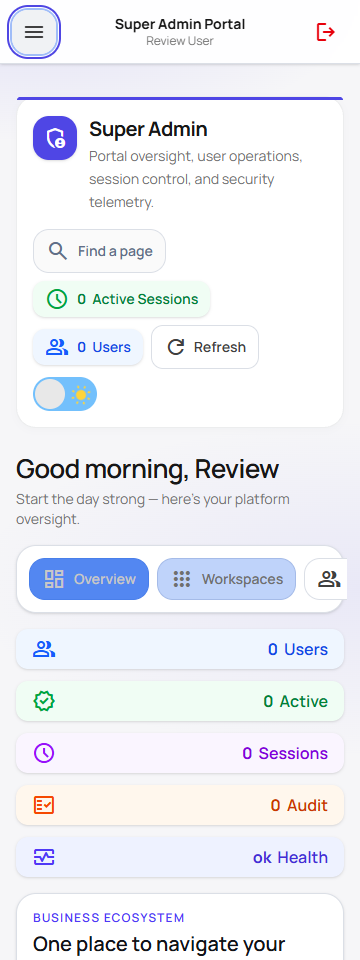 Super Admin Portal
Review User
Super Admin
Portal oversight, user operations,
session control, and security
telemetry.
Find a page
0 Active Sessions
0 Users
Refresh
Good morning, Review
Start the day strong — here's your platform
oversight.
Overview
Workspaces
0 Users
0 Active
0 Sessions
0 Audit
ok Health
BUSINESS ECOSYSTEM
One place to navigate your